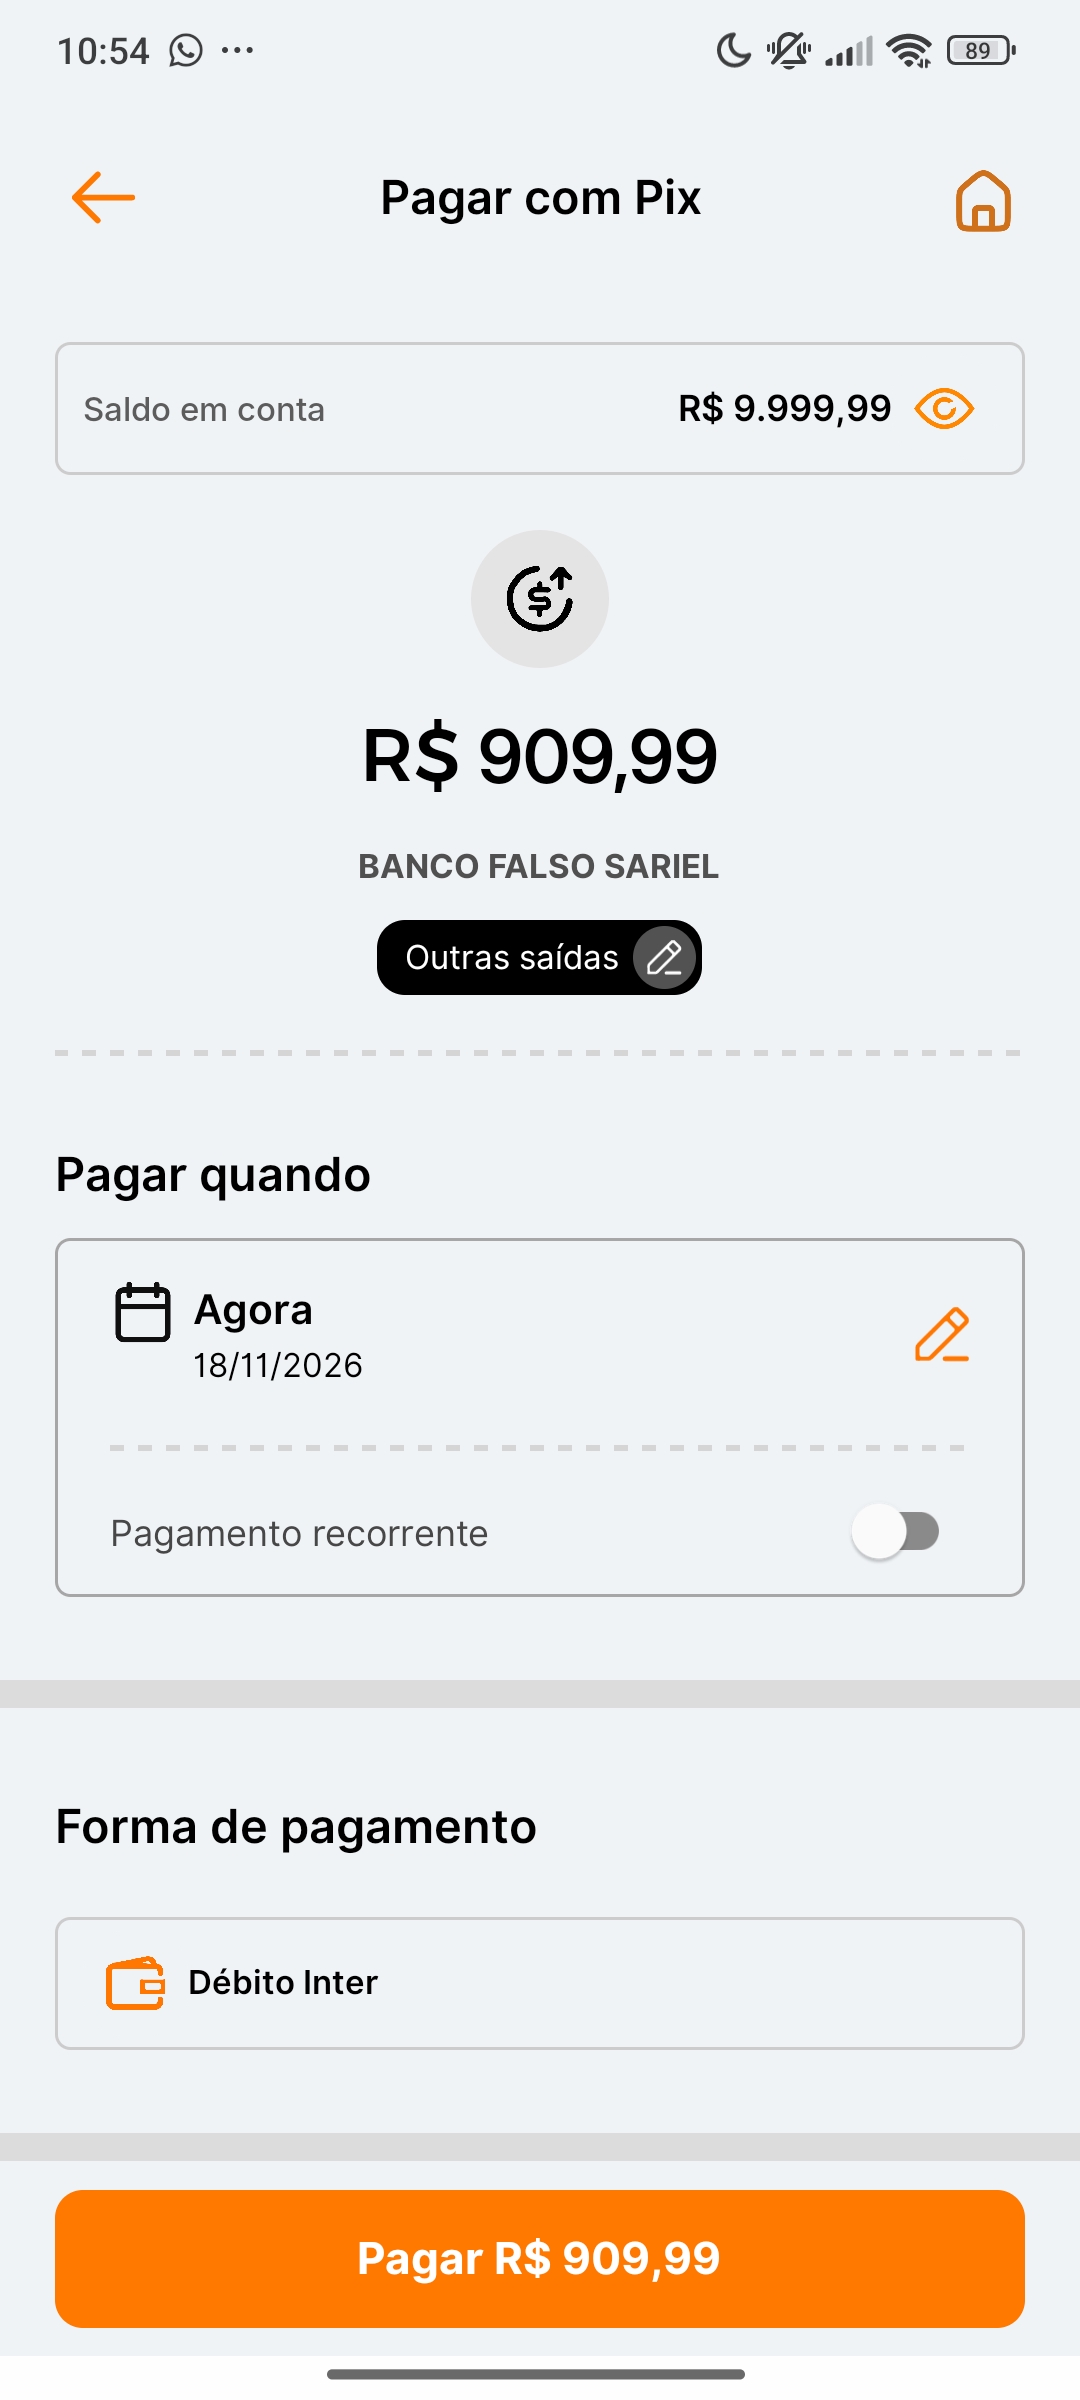 10:54
89
Pagar com Pix
Saldo em conta R$ 9.999,99
R$ 909,99
BANCO FALSO SARIEL
Outras saídas
Pagar quando
Agora
18/11/2026
Pagamento recorrente
Forma de pagamento
Débito Inter
Pagar R$ 909,99